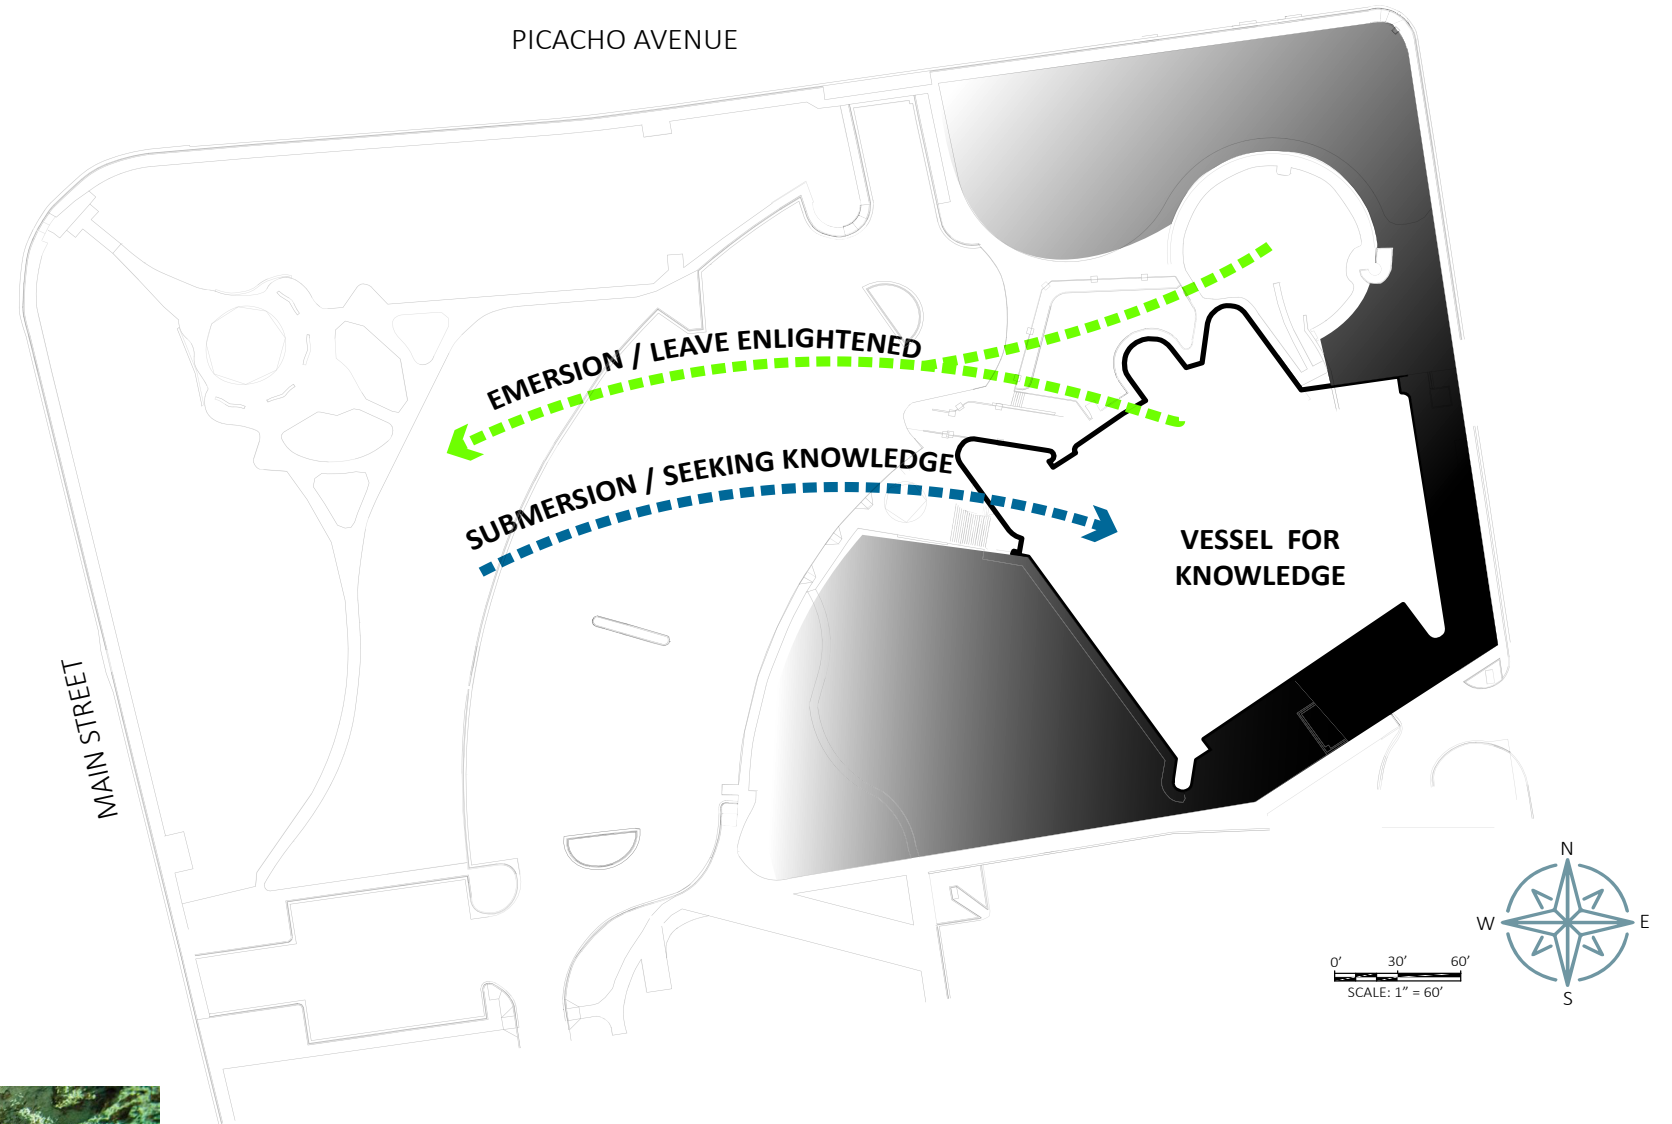 PICACHO AVENUE
EMERSION / LEAVE ENLIGHTENED
SUBMERSION / SEEKING KNOWLEDGE
VESSEL FOR
KNOWLEDGE
MAIN STREET
N
W
E
S
0' 30' 60'
SCALE: 1" = 60'